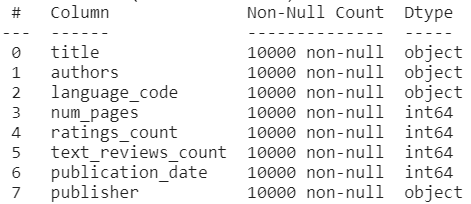 #   Column              Non-Null Count  Dtype
---  ------              --------------  -----
0   title               10000 non-null  object
1   authors             10000 non-null  object
2   language_code       10000 non-null  object
3   num_pages           10000 non-null  int64
4   ratings_count       10000 non-null  int64
5   text_reviews_count  10000 non-null  int64
6   publication_date    10000 non-null  int64
7   publisher           10000 non-null  object